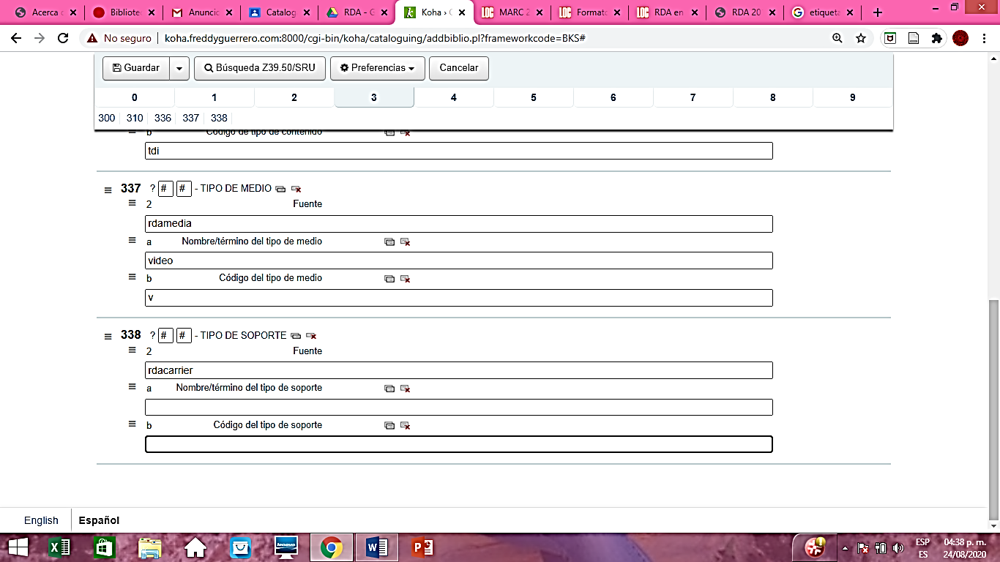 Acerca d
Bibliote
Anuncio
Catalog
RDA - G
Koha › C
MARC 2
Formato
RDA en
RDA 20
etiqueta
No seguro
koha.freddyguerrero.com:8000/cgi-bin/koha/cataloguing/addbiblio.pl?frameworkcode=BKS#
Guardar Búsqueda Z39.50/SRU Preferencias Cancelar
0 1 2 3 4 5 6 7 8 9
300 310 336 337 338
b Código de tipo de contenido
tdi
337 ? # # - TIPO DE MEDIO
2 Fuente
rdamedia
a Nombre/término del tipo de medio
video
b Código del tipo de medio
v
338 ? # # - TIPO DE SOPORTE
2 Fuente
rdacarrier
a Nombre/término del tipo de soporte
b Código del tipo de soporte
English Español
ESP 04:38 p. m.
ES 24/08/2020